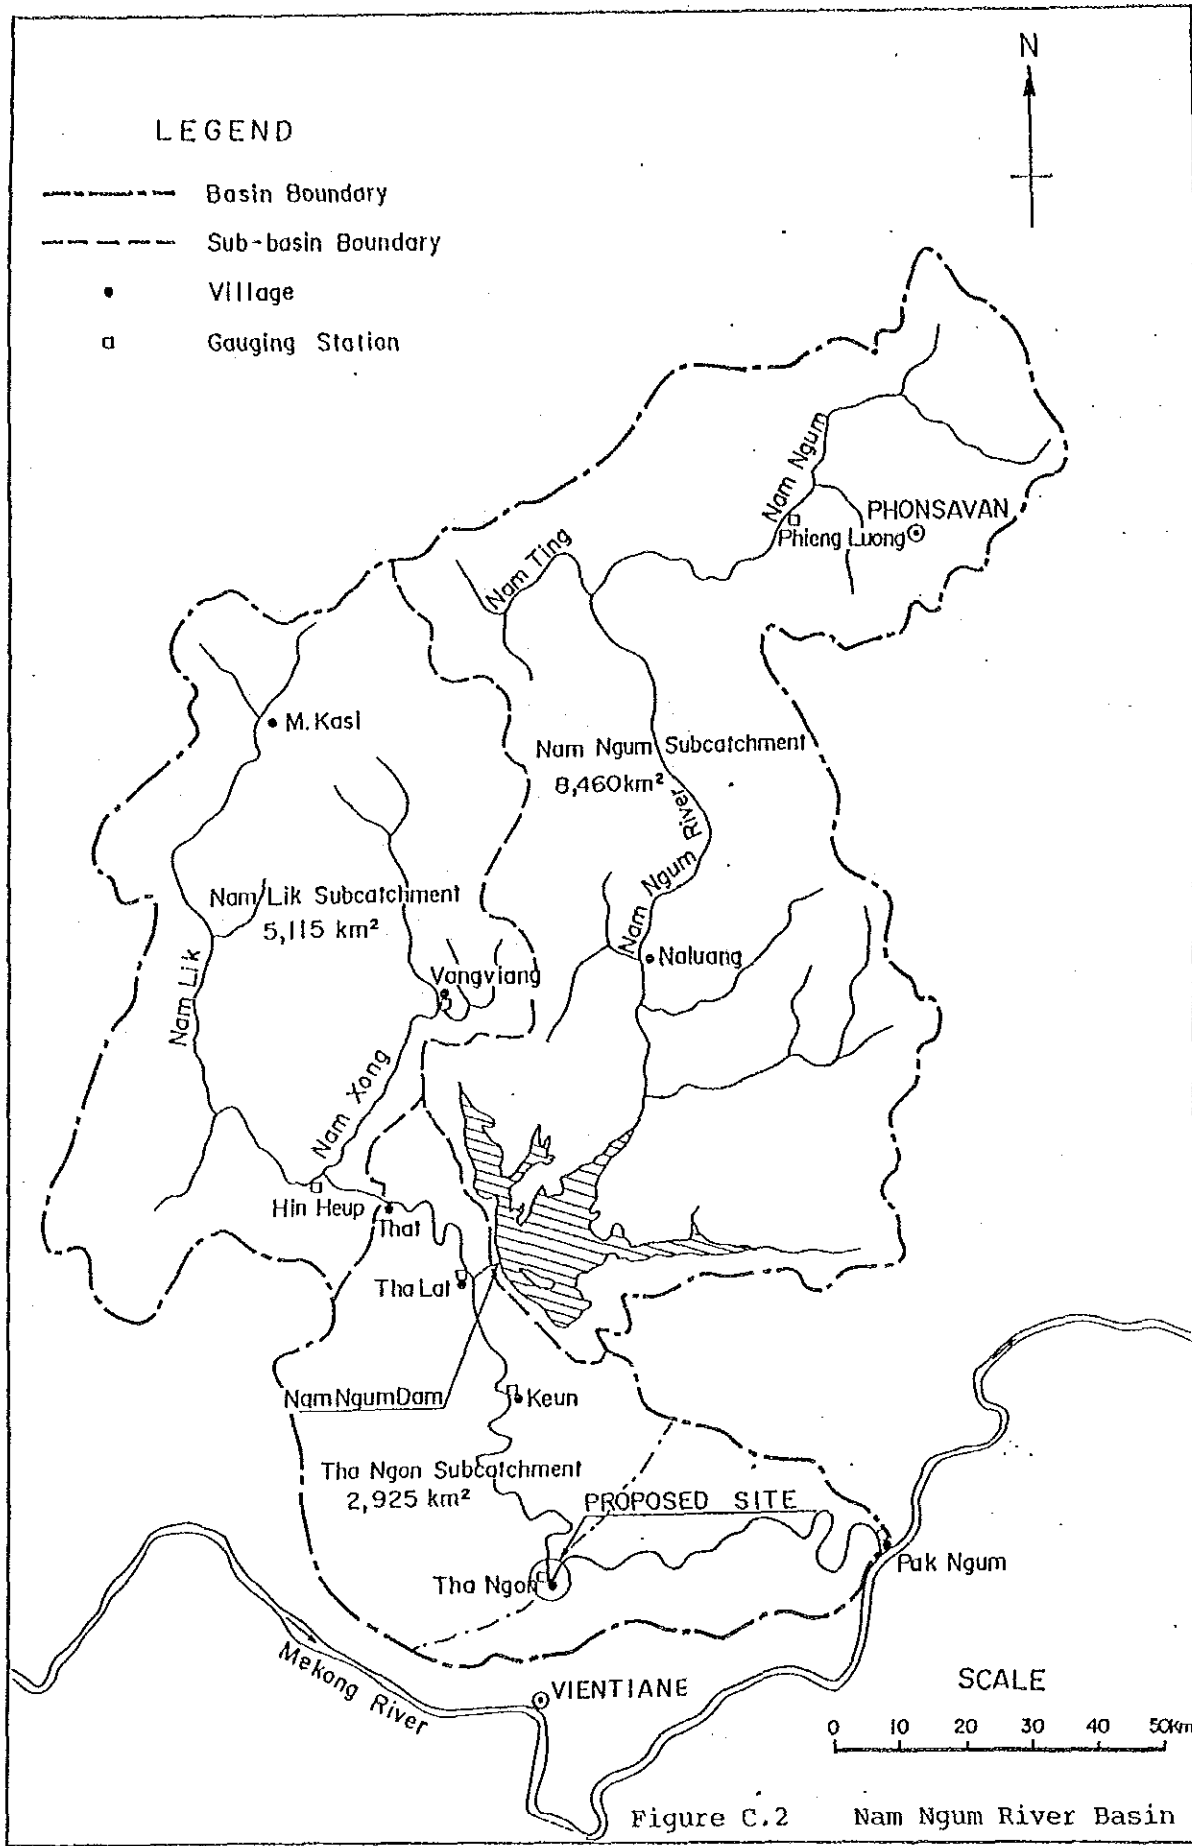 N
LEGEND
Basin Boundary
Sub-basin Boundary
Village
Gauging Station
Nam Ngum
PHONSAVAN
Phieng Luong
Nam Ting
M. Kasi
Nam Ngum Subcatchment
8,460km²
Nam Ngum River
Nam Lik Subcatchment
5,115 km²
Nam Lik
Vangviang
Naluang
Nam Xong
Hin Heup
That
Tha Lat
Nam Ngum Dam
Keun
Tha Ngon Subcatchment
2,925 km²
PROPOSED SITE
Tha Ngon
Pak Ngum
Mekong River
VIENTIANE
SCALE
0 10 20 30 40 50km
Figure C.2 Nam Ngum River Basin